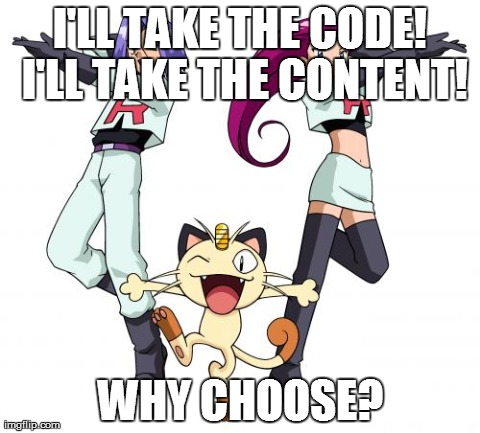 I'LL TAKE THE CODE!
I'LL TAKE THE CONTENT!
R
R
WHY CHOOSE?
imgflip.com